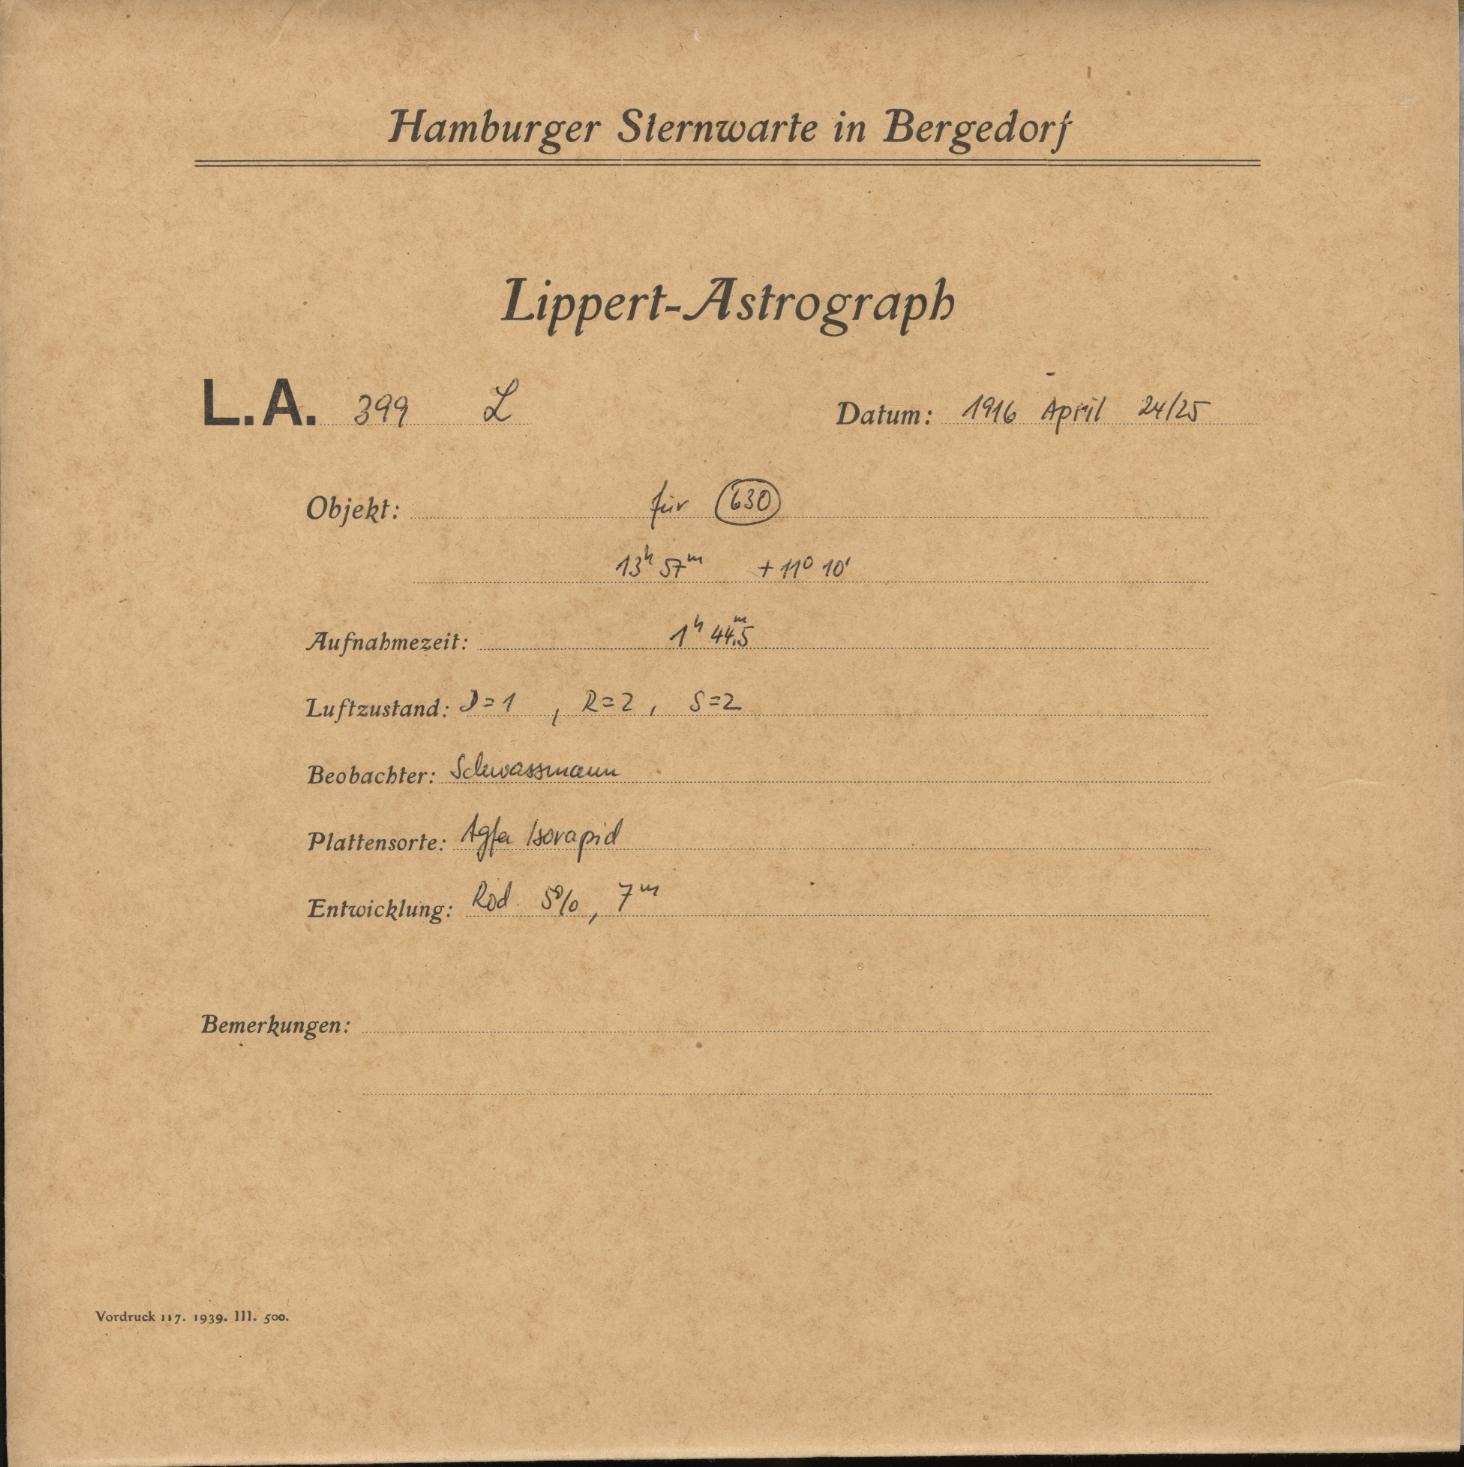 Hamburger Sternwarte in Bergedorf
Lippert-Astrograph
L.A. 399 L Datum: 1916 April 24/25
Objekt: für 630
13h 57m + 11° 10'
Aufnahmezeit: 1h 44m.5
Luftzustand: D=1 , R=2 , S=2
Beobachter: Schwassmann
Plattensorte: Agfa Isorapid
Entwicklung: Rod 5%, 7m
Bemerkungen:
Vordruck 117. 1939. III. 500.